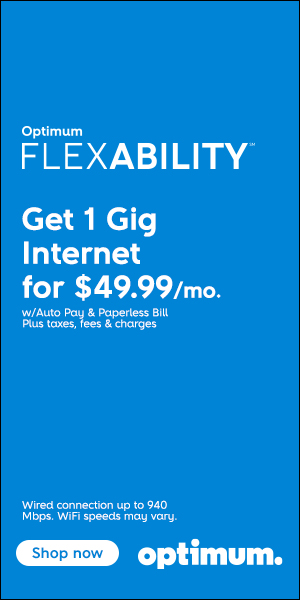 Optimum
FLEXABILITY℠
Get 1 Gig
Internet
for $49.99/mo.
w/Auto Pay & Paperless Bill
Plus taxes, fees & charges
Wired connection up to 940
Mbps. WiFi speeds may vary.
Shop now
optimum.